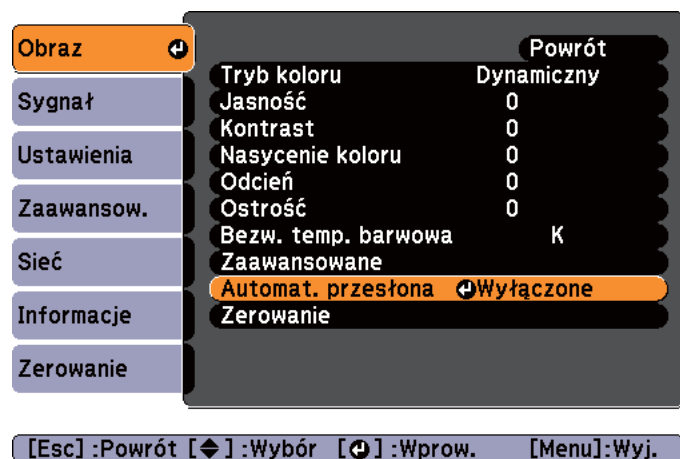 Obraz
Sygnał
Ustawienia
Zaawansow.
Sieć
Informacje
Zerowanie
Powrót
Tryb koloru Dynamiczny
Jasność 0
Kontrast 0
Nasycenie koloru 0
Odcień 0
Ostrość 0
Bezw. temp. barwowa K
Zaawansowane
Automat. przesłona Wyłączone
Zerowanie
[Esc] :Powrót [ ] :Wybór [ ] :Wprow. [Menu]:Wyj.